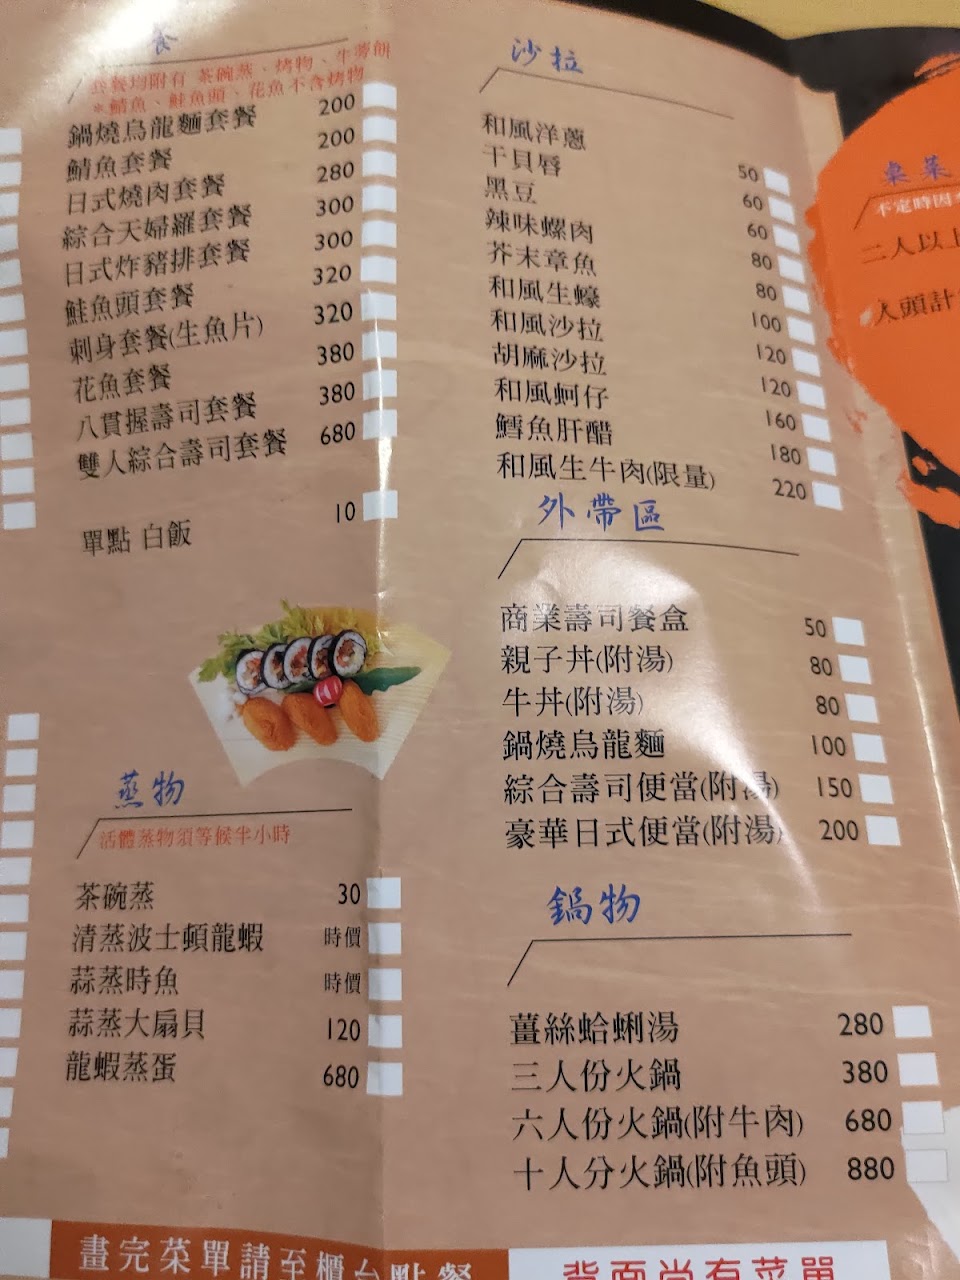 食
套餐均附有 茶碗蒸、烤物、牛蒡餅
*鯖魚、鮭魚頭、花魚不含烤物
鍋燒烏龍麵套餐 200
鯖魚套餐 200
日式燒肉套餐 280
綜合天婦羅套餐 300
日式炸豬排套餐 300
鮭魚頭套餐 320
刺身套餐(生魚片) 320
花魚套餐 380
八貫握壽司套餐 380
雙人綜合壽司套餐 680
單點 白飯 10
蒸物
活體蒸物須等候半小時
茶碗蒸 30
清蒸波士頓龍蝦 時價
蒜蒸時魚 時價
蒜蒸大扇貝 120
龍蝦蒸蛋 680
沙拉
和風洋蔥 50
干貝唇 60
黑豆 60
辣味螺肉 80
芥末章魚 80
和風生蠔 100
和風沙拉 120
胡麻沙拉 120
和風蚵仔 160
鱈魚肝醋 180
和風生牛肉(限量) 220
外帶區
商業壽司餐盒 50
親子丼(附湯) 80
牛丼(附湯) 80
鍋燒烏龍麵 100
綜合壽司便當(附湯) 150
豪華日式便當(附湯) 200
鍋物
薑絲蛤蜊湯 280
三人份火鍋 380
六人份火鍋(附牛肉) 680
十人分火鍋(附魚頭) 880
桌菜
不定時因
二人以上
人頭計
畫完菜單請至櫃台點餐
背面尚有菜單